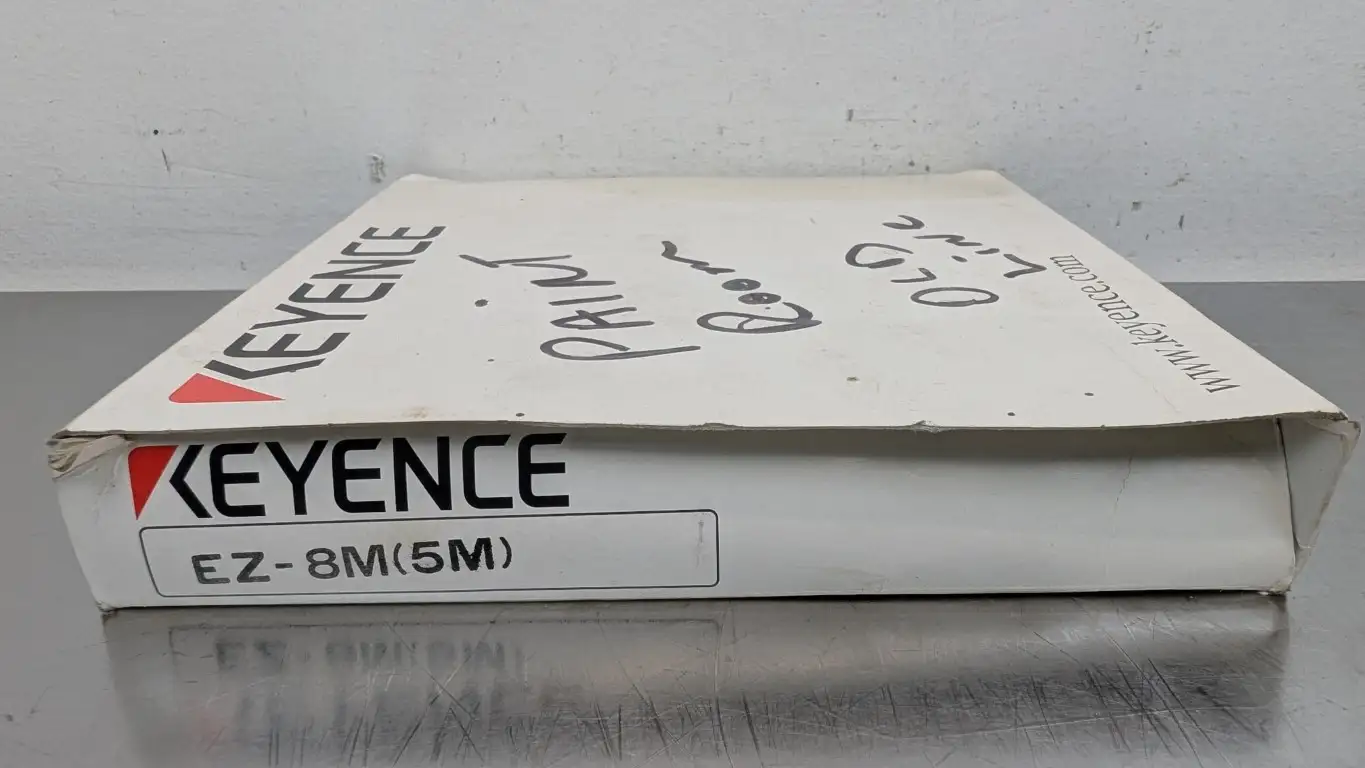 KEYENCE
PAINT
Room
OLD
LINE
www.keyence.com
KEYENCE
EZ-8M(5M)